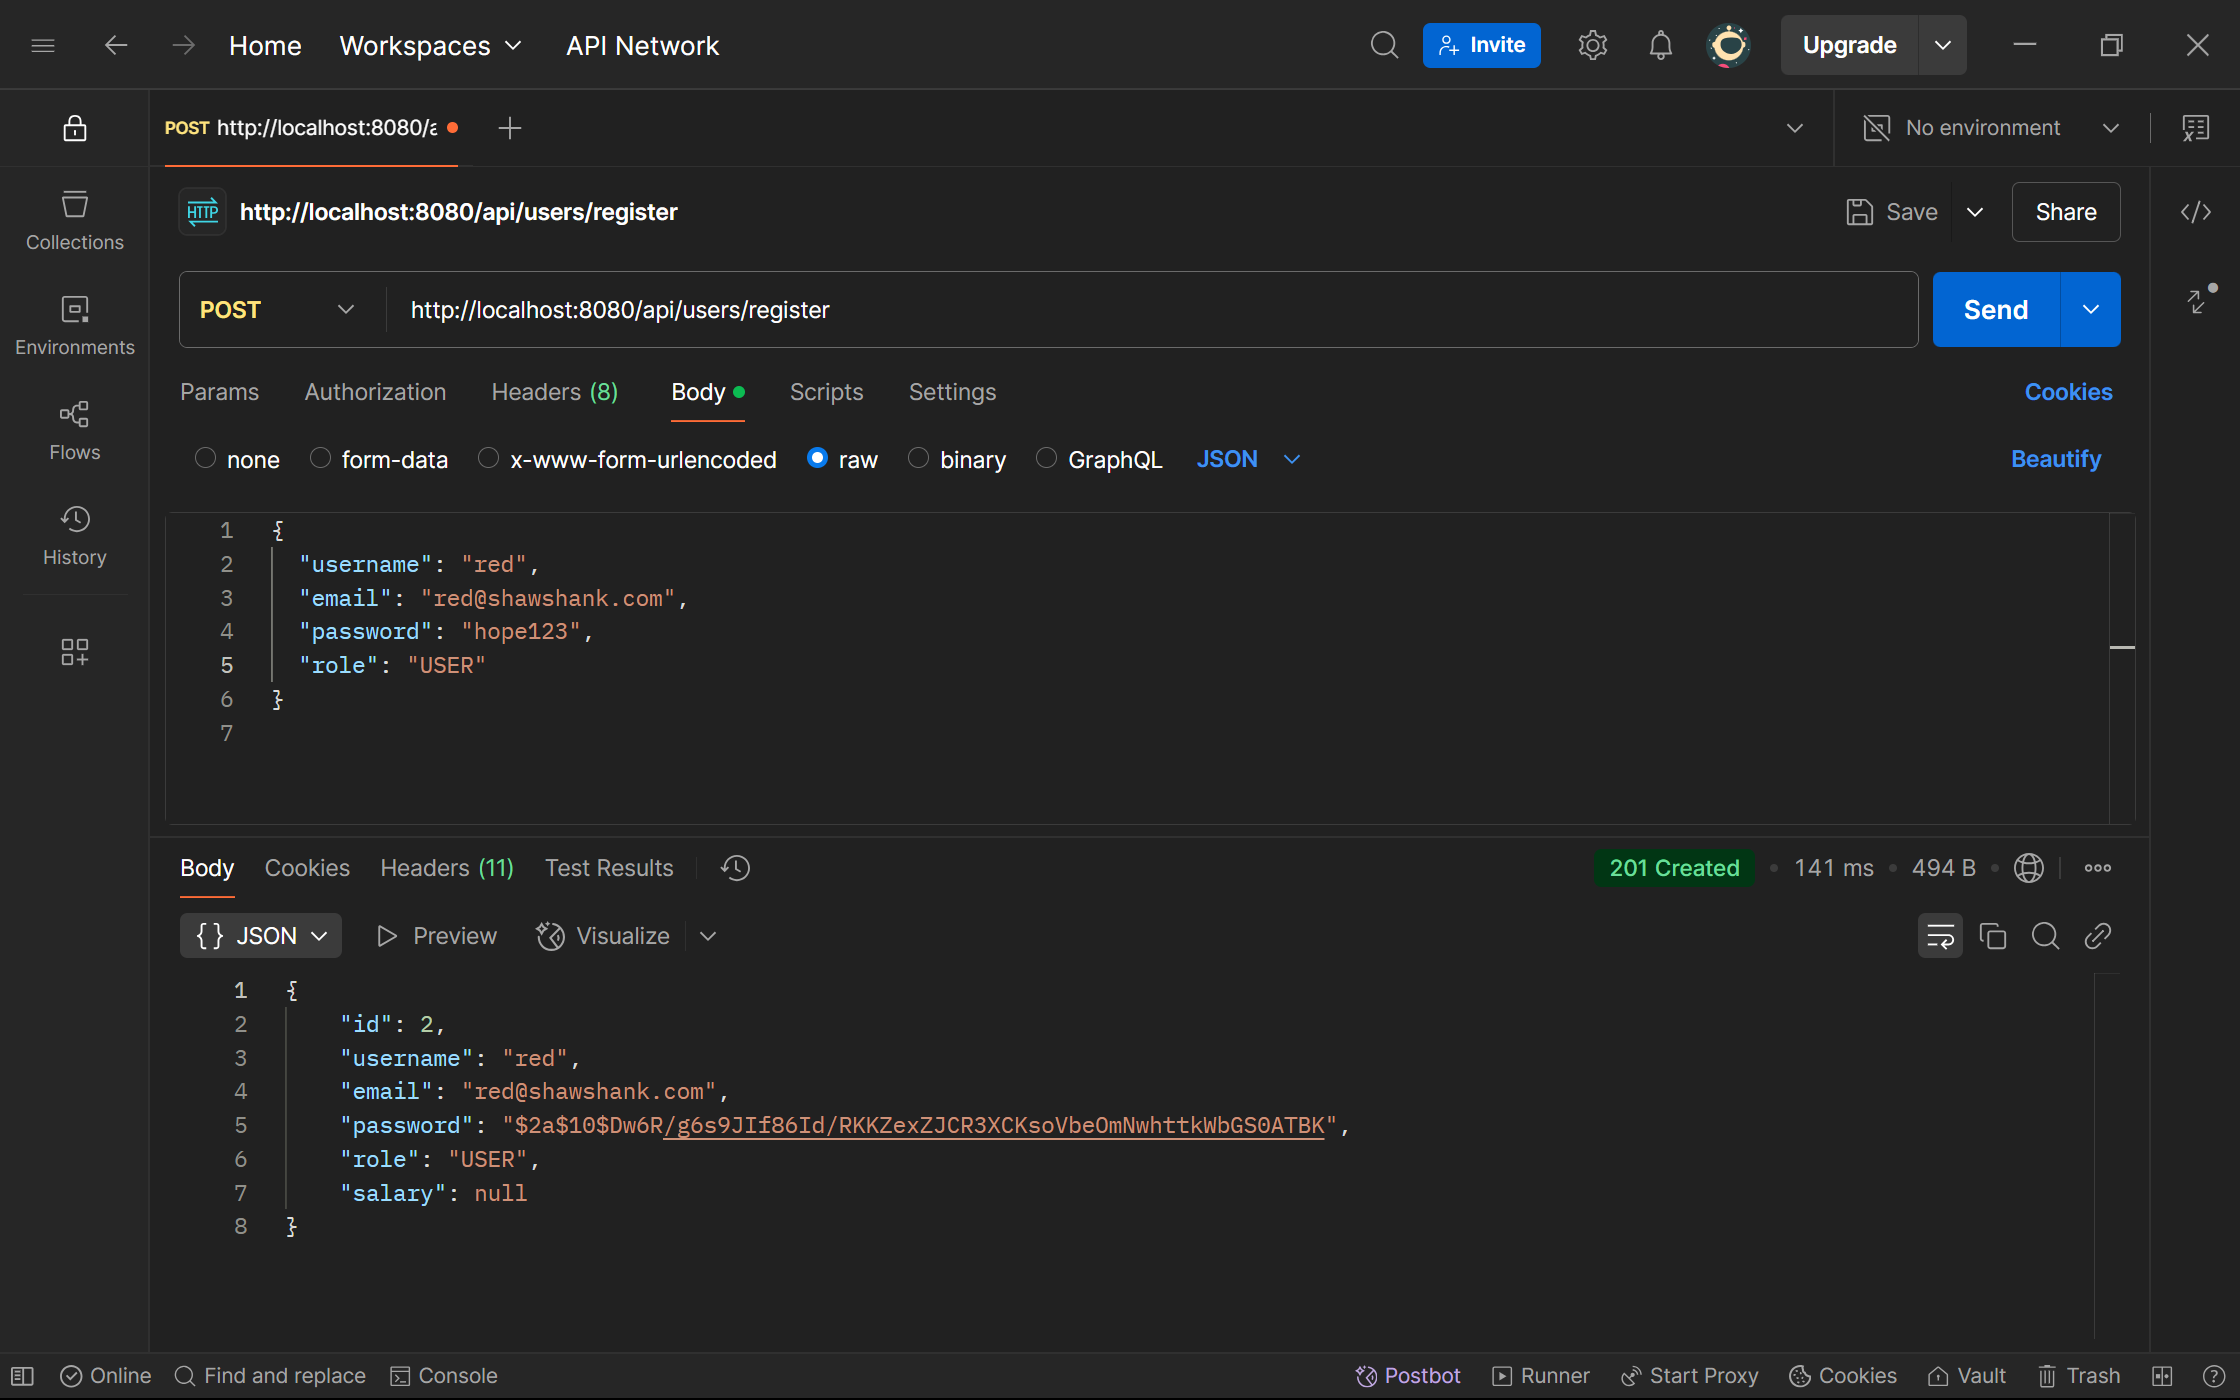 Home Workspaces API Network Invite Upgrade
POST http://localhost:8080/a No environment
HTTP http://localhost:8080/api/users/register Save Share
POST http://localhost:8080/api/users/register Send
Params Authorization Headers (8) Body Scripts Settings Cookies
none form-data x-www-form-urlencoded raw binary GraphQL JSON Beautify
Collections
Environments
Flows
History
1 {
2 "username": "red",
3 "email": "red@shawshank.com",
4 "password": "hope123",
5 "role": "USER"
6 }
7
Body Cookies Headers (11) Test Results 201 Created • 141 ms • 494 B •
{} JSON Preview Visualize
1 {
2 "id": 2,
3 "username": "red",
4 "email": "red@shawshank.com",
5 "password": "$2a$10$Dw6R/g6s9JIf86Id/RKKZexZJCR3XCKsoVbeOmNwhttkWbGS0ATBK",
6 "role": "USER",
7 "salary": null
8 }
Online Find and replace Console Postbot Runner Start Proxy Cookies Vault Trash